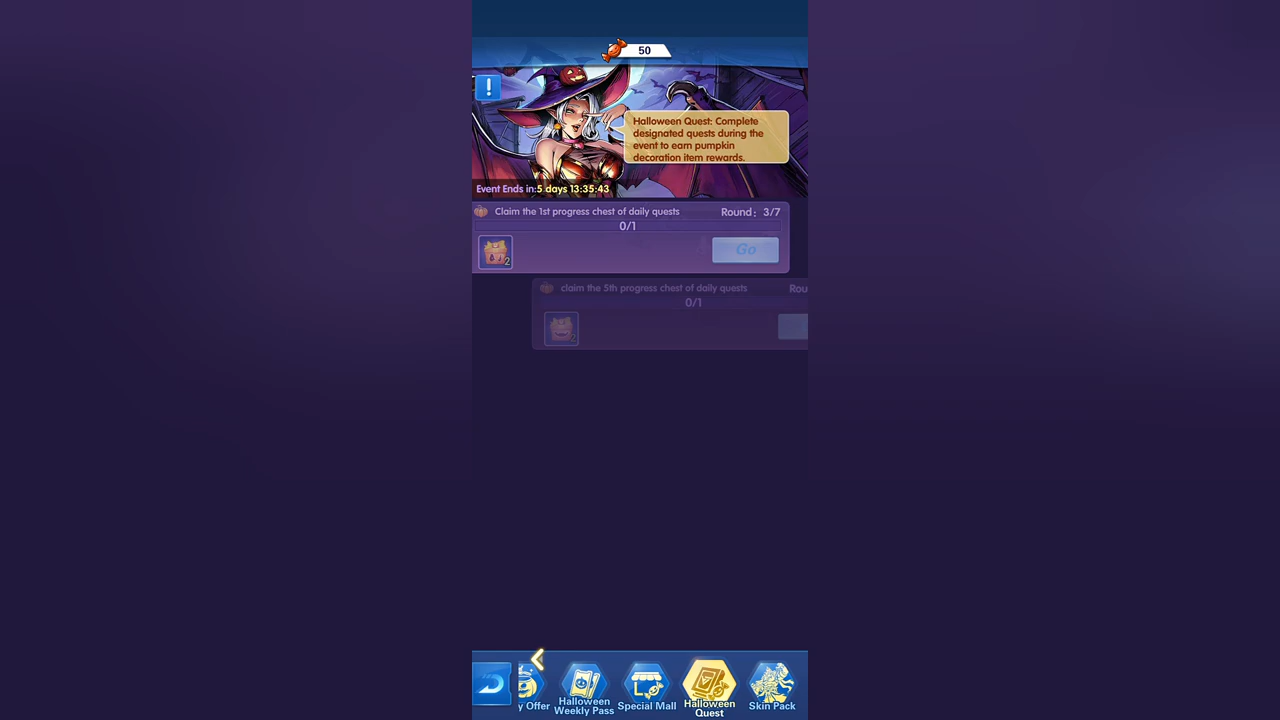 50
!
Halloween Quest: Complete
designated quests during the
event to earn pumpkin
decoration item rewards.
Event Ends in:5 days 13:35:43
Claim the 1st progress chest of daily quests
Round: 3/7
0/1
2
Go
claim the 5th progress chest of daily quests
Rou
0/1
2
y Offer
Halloween
Weekly Pass
Special Mall
Halloween
Quest
Skin Pack